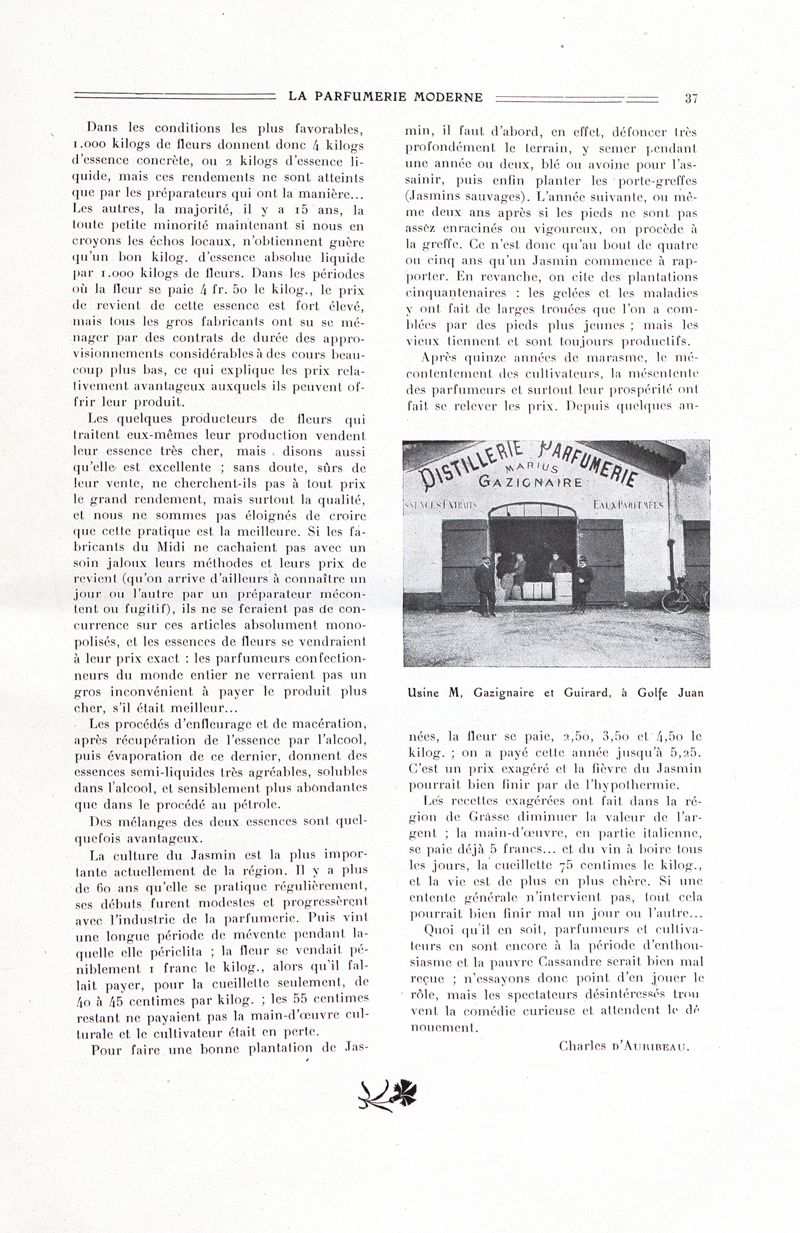 LA PARFUMERIE MODERNE
37
Dans les conditions les plus favorables,
1.000 kilogs de fleurs donnent donc 4 kilogs
d'essence concrète, ou 2 kilogs d'essence li-
quide, mais ces rendements ne sont atteints
que par les préparateurs qui ont la manière...
Les autres, la majorité, il y a 15 ans, la
toute petite minorité maintenant si nous en
croyons les échos locaux, n'obtiennent guère
qu'un bon kilog. d'essence absolue liquide
par 1.000 kilogs de fleurs. Dans les périodes
où la fleur se paie 4 fr. 50 le kilog., le prix
de revient de cette essence est fort élevé,
mais tous les gros fabricants ont su se mé-
nager par des contrats de durée des appro-
visionnements considérables à des cours beau-
coup plus bas, ce qui explique les prix rela-
tivement avantageux auxquels ils peuvent of-
frir leur produit.
Les quelques producteurs de fleurs qui
traitent eux-mêmes leur production vendent
leur essence très cher, mais disons aussi
qu'elle est excellente ; sans doute, sûrs de
leur vente, ne cherchent-ils pas à tout prix
le grand rendement, mais surtout la qualité,
et nous ne sommes pas éloignés de croire
que cette pratique est la meilleure. Si les fa-
bricants du Midi ne cachaient pas avec un
soin jaloux leurs méthodes et leurs prix de
revient (qu'on arrive d'ailleurs à connaître un
jour ou l'autre par un préparateur mécon-
tent ou fugitif), ils ne se feraient pas de con-
currence sur ces articles absolument mono-
polisés, et les essences de fleurs se vendraient
à leur prix exact : les parfumeurs confection-
neurs du monde entier ne verraient pas un
gros inconvénient à payer le produit plus
cher, s'il était meilleur...
Les procédés d'enfleurage et de macération,
après récupération de l'essence par l'alcool,
puis évaporation de ce dernier, donnent des
essences semi-liquides très agréables, solubles
dans l'alcool, et sensiblement plus abondantes
que dans le procédé au pétrole.
Des mélanges des deux essences sont quel-
quefois avantageux.
La culture du Jasmin est la plus impor-
tante actuellement de la région. Il y a plus
de 60 ans qu'elle se pratique régulièrement,
ses débuts furent modestes et progressèrent
avec l'industrie de la parfumerie. Puis vint
une longue période de mévente pendant la-
quelle elle périclita ; la fleur se vendait pé-
niblement 1 franc le kilog., alors qu'il fal-
lait payer, pour la cueillette seulement, de
40 à 45 centimes par kilog. ; les 55 centimes
restant ne payaient pas la main-d'œuvre cul-
turale et le cultivateur était en perte.
Pour faire une bonne plantation de Jas-
min, il faut d'abord, en effet, défoncer très
profondément le terrain, y semer pendant
une année ou deux, blé ou avoine pour l'as-
sainir, puis enfin planter les porte-greffes
(Jasmins sauvages). L'année suivante, ou mê-
me deux ans après si les pieds ne sont pas
assez enracinés ou vigoureux, on procède à
la greffe. Ce n'est donc qu'au bout de quatre
ou cinq ans qu'un Jasmin commence à rap-
porter. En revanche, on cite des plantations
cinquantenaires : les gelées et les maladies
y ont fait de larges trouées que l'on a com-
blées par des pieds plus jeunes ; mais les
vieux tiennent et sont toujours productifs.
Après quinze années de marasme, le mé-
contentement des cultivateurs, la mésentente
des parfumeurs et surtout leur prospérité ont
fait se relever les prix. Depuis quelques an-
DISTILLERIE PARFUMERIE
MARIUS
GAZIGNAIRE
SSENCES EXTRAITS
EAUX PARFUMÉES
Usine M, Gazignaire et Guirard, à Golfe Juan
nées, la fleur se paie, 2,50, 3,50 et 4,50 le
kilog. ; on a payé cette année jusqu'à 5,25.
C'est un prix exagéré et la fièvre du Jasmin
pourrait bien finir par de l'hypothermie.
Les recettes exagérées ont fait dans la ré-
gion de Grasse diminuer la valeur de l'ar-
gent ; la main-d'œuvre, en partie italienne,
se paie déjà 5 francs... et du vin à boire tous
les jours, la cueillette 75 centimes le kilog.,
et la vie est de plus en plus chère. Si une
entente générale n'intervient pas, tout cela
pourrait bien finir mal un jour ou l'autre...
Quoi qu'il en soit, parfumeurs et cultiva-
teurs en sont encore à la période d'enthou-
siasme et la pauvre Cassandre serait bien mal
reçue ; n'essayons donc point d'en jouer le
rôle, mais les spectateurs désintéressés trou
vent la comédie curieuse et attendent le dé
nouement.
Charles D'AURIBEAU.